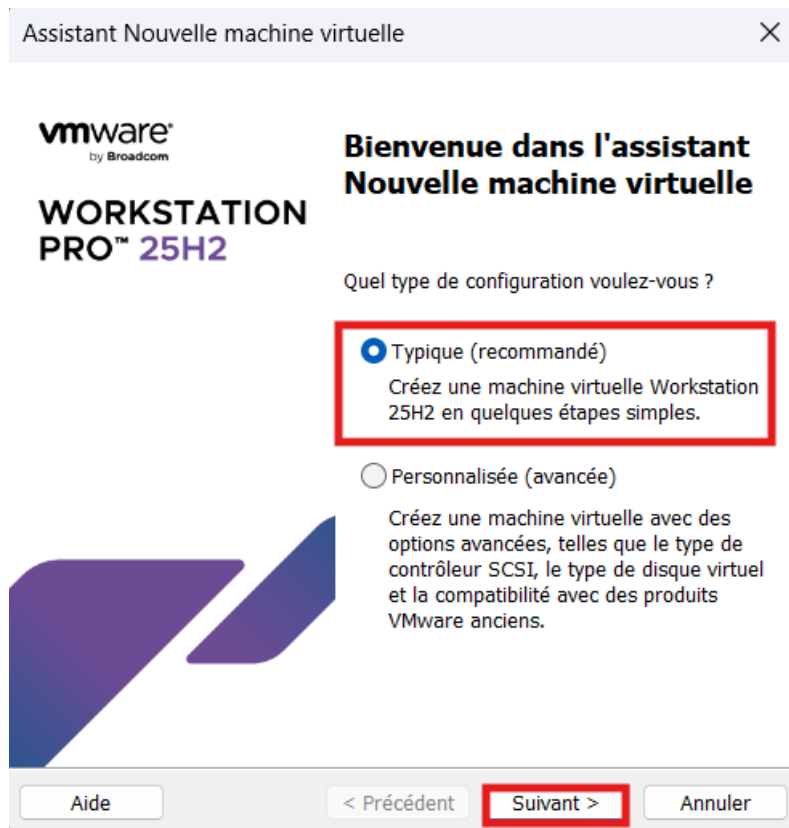 Assistant Nouvelle machine virtuelle
vmware®
by Broadcom
WORKSTATION
PRO™ 25H2
Bienvenue dans l'assistant
Nouvelle machine virtuelle
Quel type de configuration voulez-vous ?
Typique (recommandé)
Créez une machine virtuelle Workstation
25H2 en quelques étapes simples.
Personnalisée (avancée)
Créez une machine virtuelle avec des
options avancées, telles que le type de
contrôleur SCSI, le type de disque virtuel
et la compatibilité avec des produits
VMware anciens.
Aide
< Précédent
Suivant >
Annuler